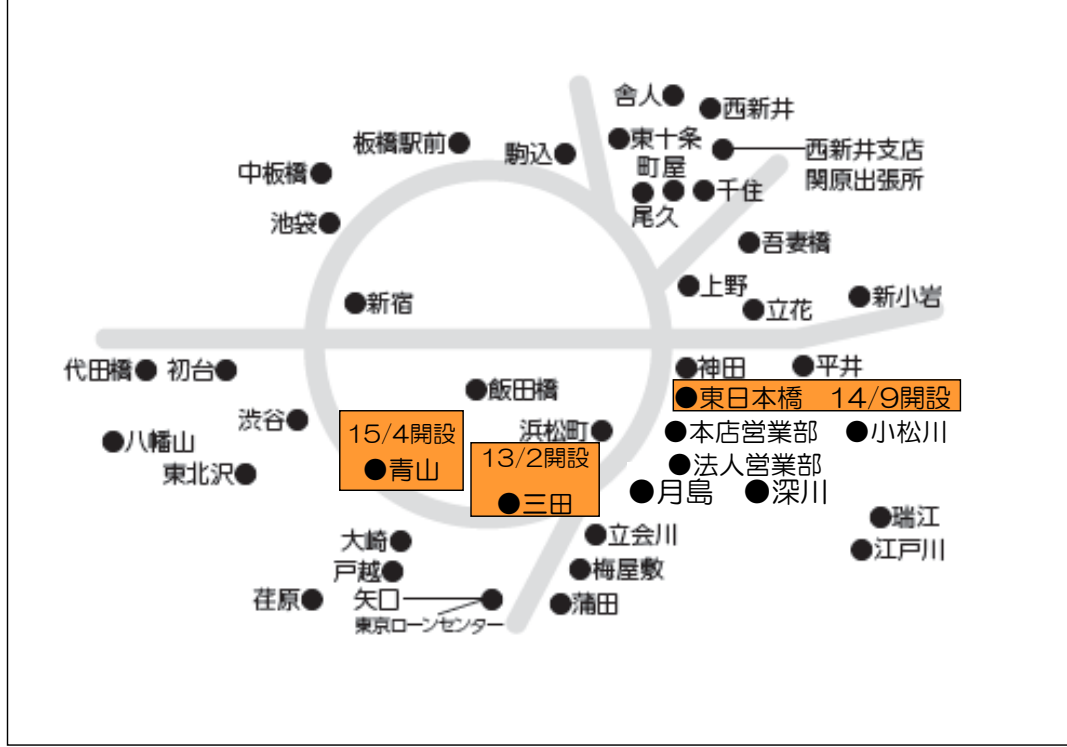 舎人●
●西新井
板橋駅前●
駒込●
●東十条
西新井支店
関原出張所
中板橋●
町屋
●●●千住
尾久
池袋●
●吾妻橋
●新宿
●上野
●立花
●新小岩
代田橋●
初台●
●飯田橋
●神田
●平井
●東日本橋 14/9開設
渋谷●
15/4開設
●青山
浜松町●
●本店営業部
●小松川
●八幡山
東北沢●
13/2開設
●三田
●法人営業部
●月島
●深川
●瑞江
大崎●
●立会川
●江戸川
戸越●
●梅屋敷
荏原●
矢口
●
●蒲田
東京ローンセンター